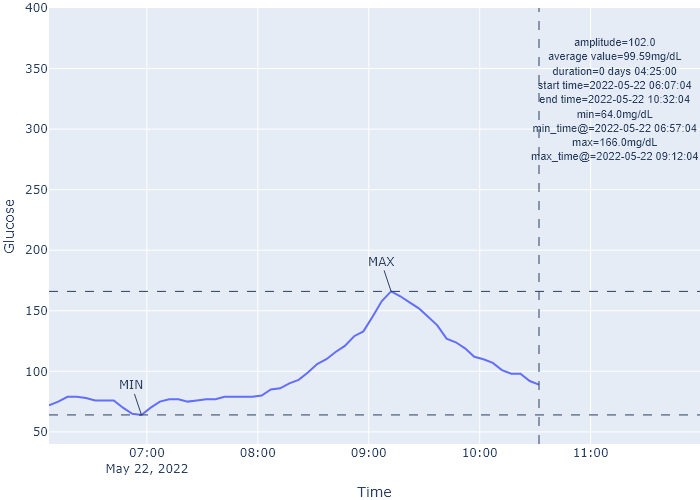 400
350
300
250
200
150
100
50
Glucose
amplitude=102.0
average value=99.59mg/dL
duration=0 days 04:25:00
start time=2022-05-22 06:07:04
end time=2022-05-22 10:32:04
min=64.0mg/dL
min_time@=2022-05-22 06:57:04
max=166.0mg/dL
max_time@=2022-05-22 09:12:04
MAX
MIN
07:00 08:00 09:00 10:00 11:00
May 22, 2022
Time